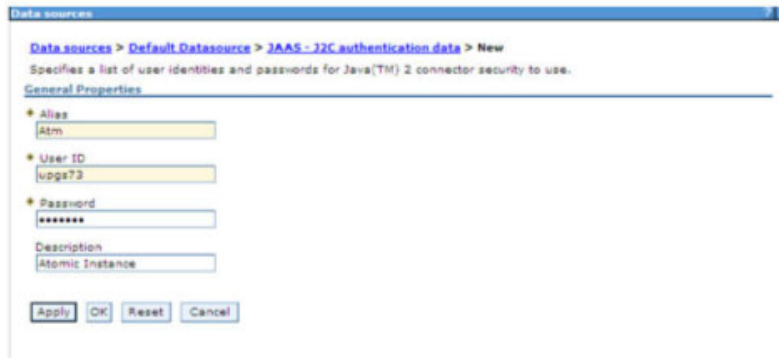 Data sources ?
Data sources > Default Datasource > JAAS - J2C authentication data > New
Specifies a list of user identities and passwords for Java(TM) 2 connector security to use.
General Properties
Alias
Atm
User ID
upgs73
Password
•••••••
Description
Atomic Instance
Apply OK Reset Cancel